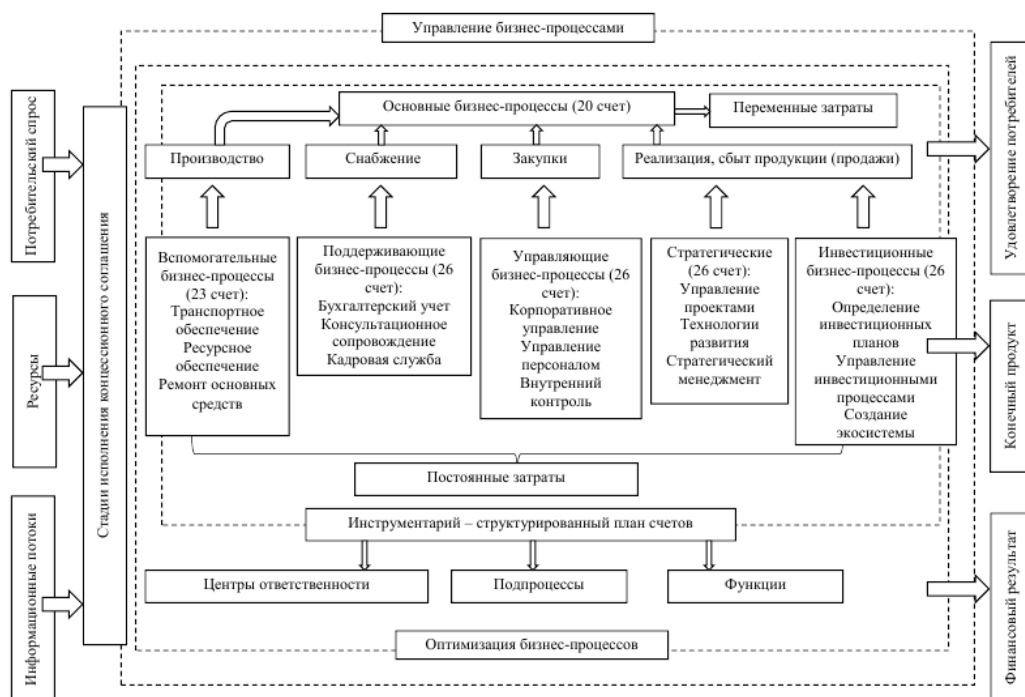 Управление бизнес-процессами
Потребительский спрос
Ресурсы
Информационные потоки
Стадии исполнения концессионного соглашения
Основные бизнес-процессы (20 счет)
Переменные затраты
Производство
Снабжение
Закупки
Реализация, сбыт продукции (продажи)
Вспомогательные
бизнес-процессы
(23 счет):
Транспортное
обеспечение
Ресурсное
обеспечение
Ремонт основных
средств
Поддерживающие
бизнес-процессы (26
счет):
Бухгалтерский учет
Консультационное
сопровождение
Кадровая служба
Управляющие
бизнес-процессы (26
счет):
Корпоративное
управление
Управление
персоналом
Внутренний
контроль
Стратегические
(26 счет):
Управление
проектами
Технологии
развития
Стратегический
менеджмент
Инвестиционные
бизнес-процессы (26
счет):
Определение
инвестиционных
планов
Управление
инвестиционными
процессами
Создание
экосистемы
Постоянные затраты
Инструментарий – структурированный план счетов
Центры ответственности
Подпроцессы
Функции
Оптимизация бизнес-процессов
Удовлетворение потребителей
Конечный продукт
Финансовый результат